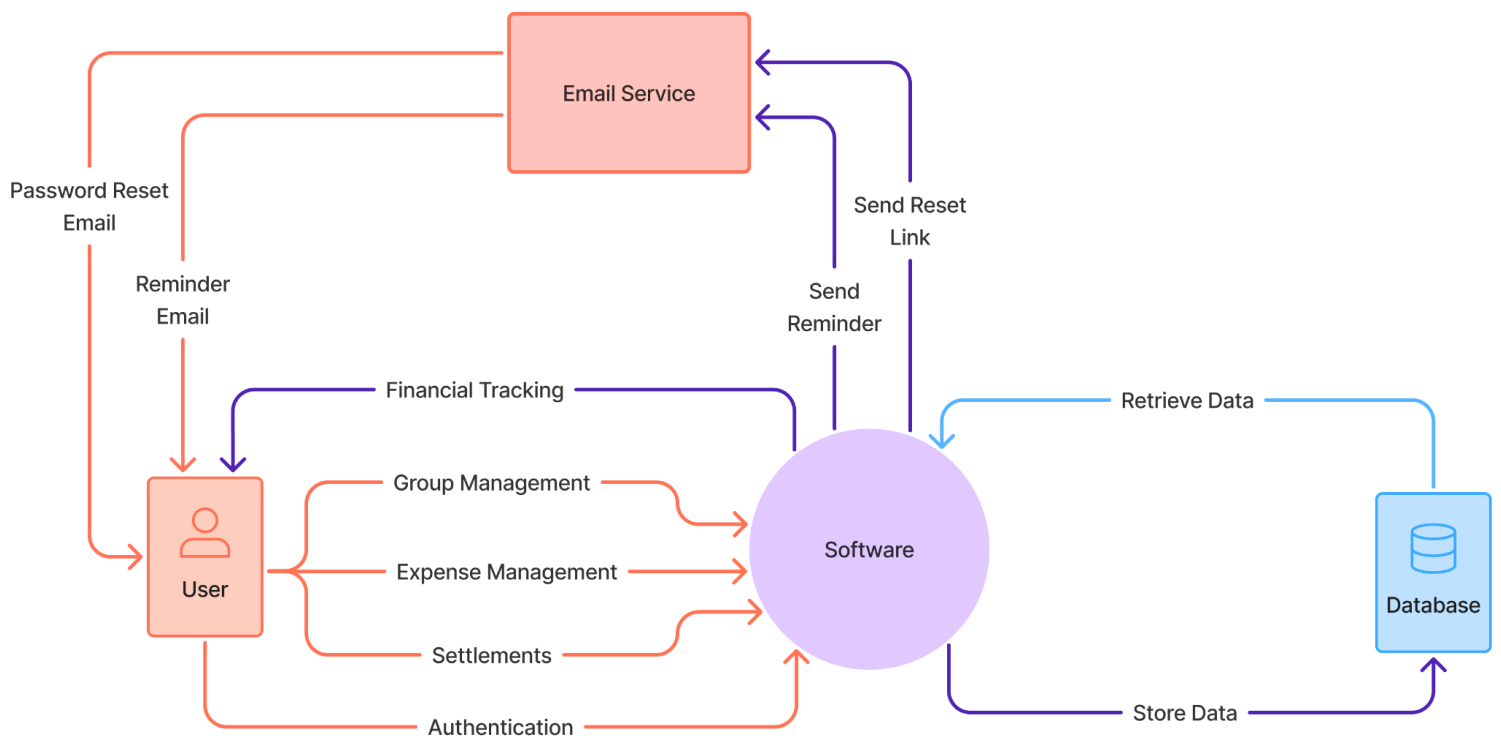 Email Service
Password Reset
Email
Send Reset
Link
Reminder
Email
Send
Reminder
Financial Tracking
Retrieve Data
Group Management
Software
Expense Management
User
Database
Settlements
Store Data
Authentication